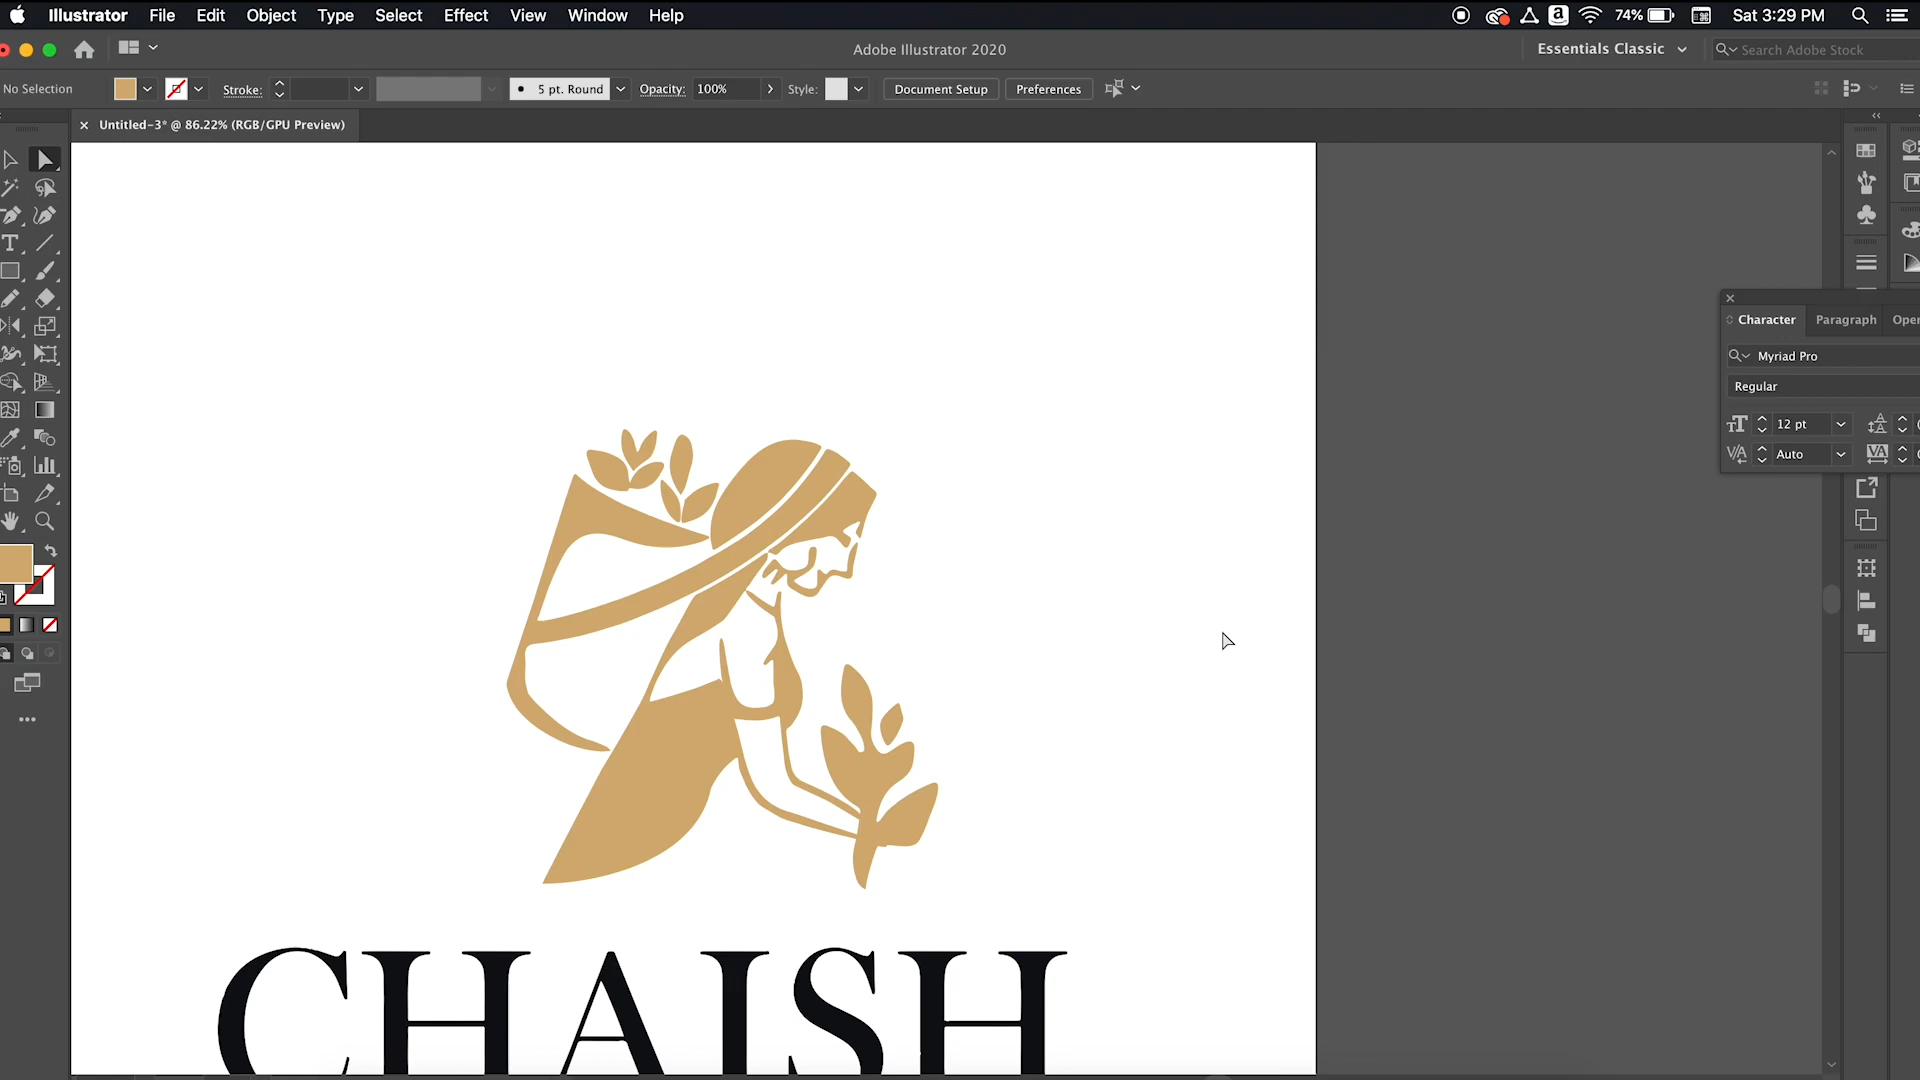 Illustrator File Edit Object Type Select Effect View Window Help 74% Sat 3:29 PM
Adobe Illustrator 2020 Essentials Classic Search Adobe Stock
No Selection Stroke: 5 pt. Round Opacity: 100% Style: Document Setup Preferences
Untitled-3* @ 86.22% (RGB/GPU Preview)
Character Paragraph
Myriad Pro
Regular
12 pt
Auto
CHAISH